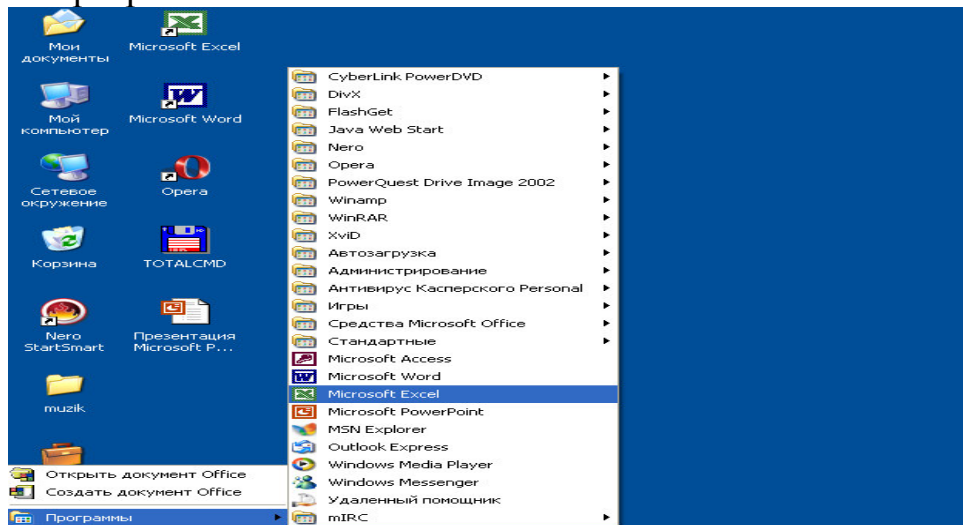 Мои
документы
Microsoft Excel
Мой
компьютер
Microsoft Word
Сетевое
окружение
Opera
Корзина
TOTALCMD
Nero
StartSmart
Презентация
Microsoft P...
muzik
Открыть документ Office
Создать документ Office
Программы
CyberLink PowerDVD
DivX
FlashGet
Java Web Start
Nero
Opera
PowerQuest Drive Image 2002
Winamp
WinRAR
XviD
Автозагрузка
Администрирование
Антивирус Касперского Personal
Игры
Средства Microsoft Office
Стандартные
Microsoft Access
Microsoft Word
Microsoft Excel
Microsoft PowerPoint
MSN Explorer
Outlook Express
Windows Media Player
Windows Messenger
Удаленный помощник
mIRC